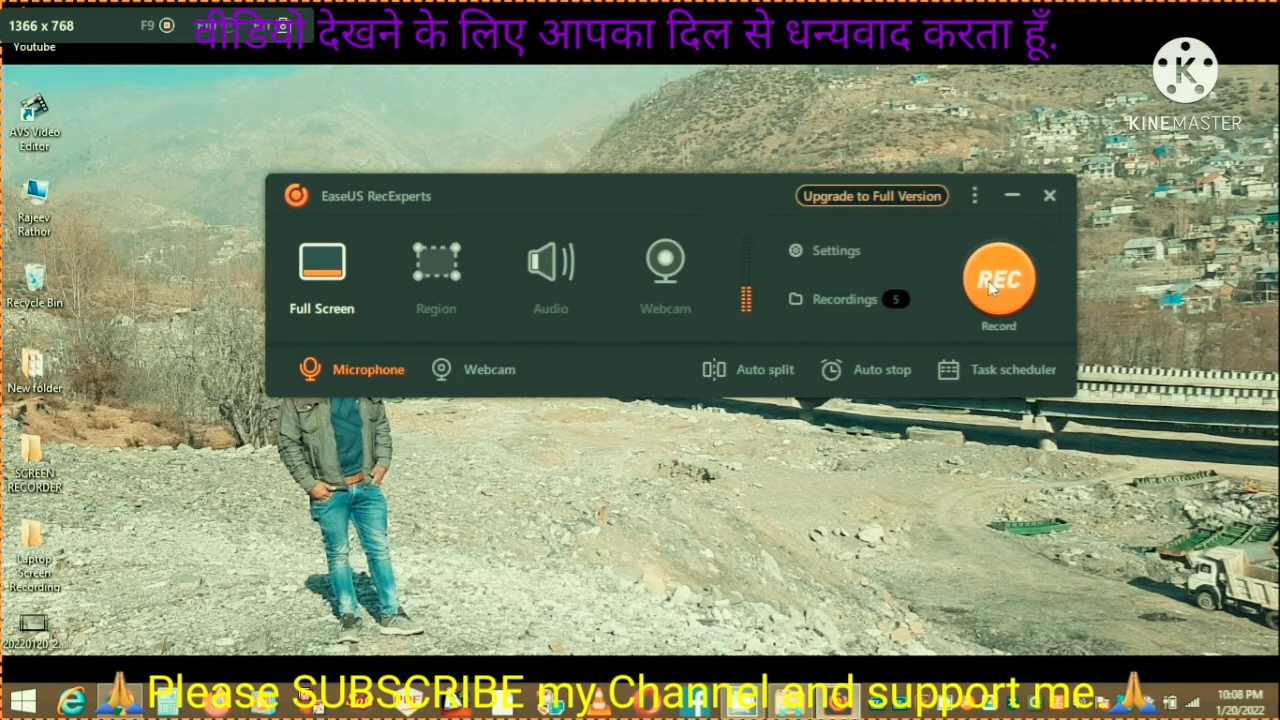 1366 x 768
F9
वीडियो देखने के लिए आपका दिल से धन्यवाद करता हूँ.
Youtube
K
KINEMASTER
AVS Video
Editor
Rajeev
Rathor
Recycle Bin
New folder
SCREEN
RECORDER
Laptop
Screen
Recording
EaseUS RecExperts
Upgrade to Full Version
Full Screen
Region
Audio
Webcam
Settings
Recordings 5
REC
Record
Microphone
Webcam
Auto split
Auto stop
Task scheduler
Please SUBSCRIBE my Channel and support me
10:08 PM
1/20/2022